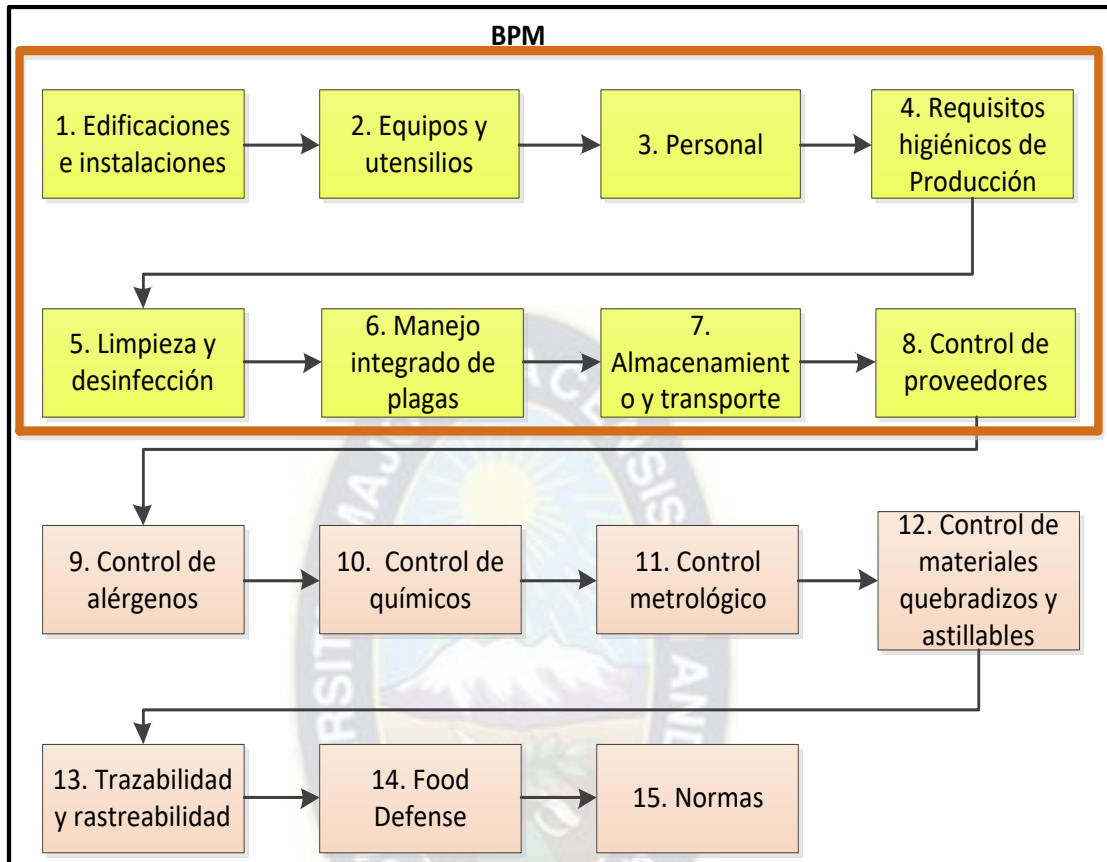 BPM
1. Edificaciones
e instalaciones
2. Equipos y
utensilios
3. Personal
4. Requisitos
higiénicos de
Producción
5. Limpieza y
desinfección
6. Manejo
integrado de
plagas
7.
Almacenamient
o y transporte
8. Control de
proveedores
9. Control de
alérgenos
10. Control de
químicos
11. Control
metrológico
12. Control de
materiales
quebradizos y
astillables
13. Trazabilidad
y rastreabilidad
14. Food
Defense
15. Normas